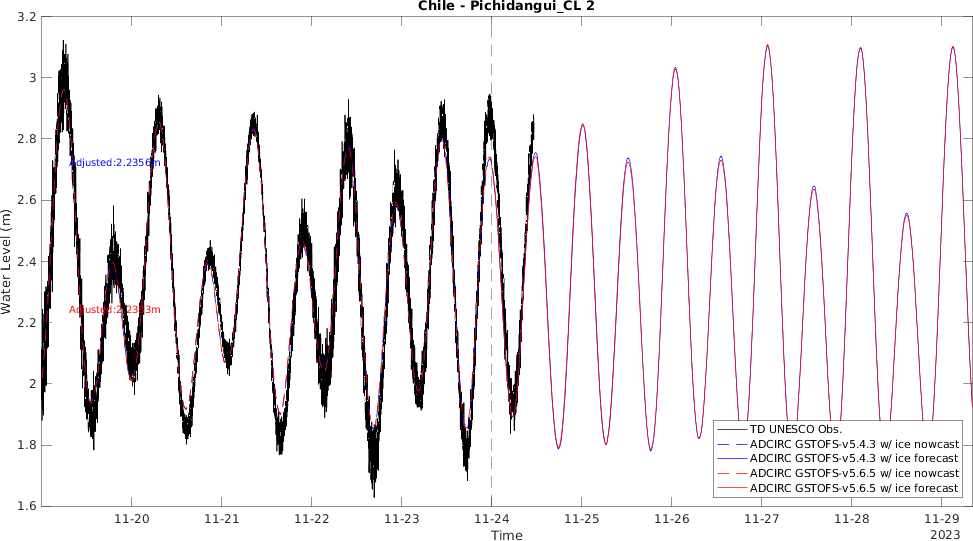 Chile - Pichidangui_CL 2
3.2
3
2.8
2.6
2.4
2.2
2
1.8
1.6
Water Level (m)
Adjusted:2.2356m
TD UNESCO Obs.
ADCIRC GSTOFS-v5.4.3 w/ ice nowcast
ADCIRC GSTOFS-v5.4.3 w/ ice forecast
ADCIRC GSTOFS-v5.6.5 w/ ice nowcast
ADCIRC GSTOFS-v5.6.5 w/ ice forecast
11-20 11-21 11-22 11-23 11-24 11-25 11-26 11-27 11-28 11-29
Time
2023